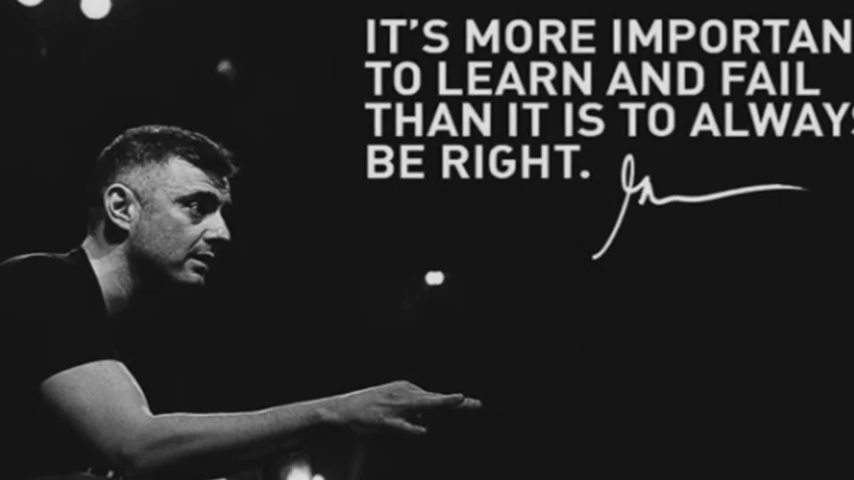 IT'S MORE IMPORTAN
TO LEARN AND FAIL
THAN IT IS TO ALWAYS
BE RIGHT.